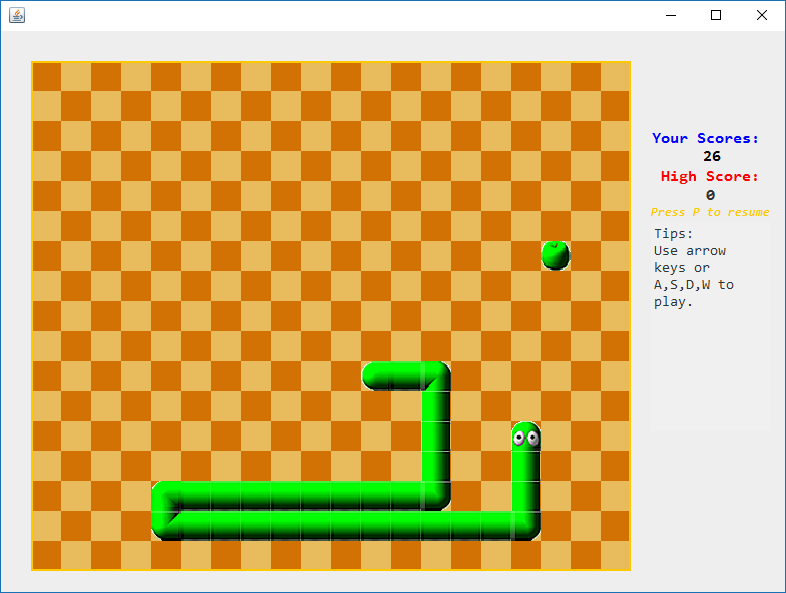 Your Scores:
26
High Score:
0
Press P to resume
Tips:
Use arrow
keys or
A,S,D,W to
play.